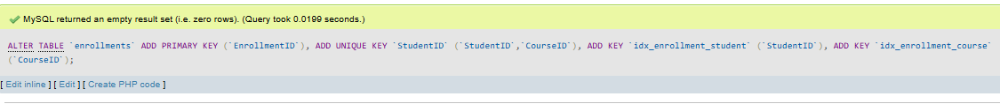 MySQL returned an empty result set (i.e. zero rows). (Query took 0.0199 seconds.)
ALTER TABLE `enrollments` ADD PRIMARY KEY (`EnrollmentID`), ADD UNIQUE KEY `StudentID` (`StudentID`,`CourseID`), ADD KEY `idx_enrollment_student` (`StudentID`), ADD KEY `idx_enrollment_course`
(`CourseID`);
[ Edit inline ] [ Edit ] [ Create PHP code ]